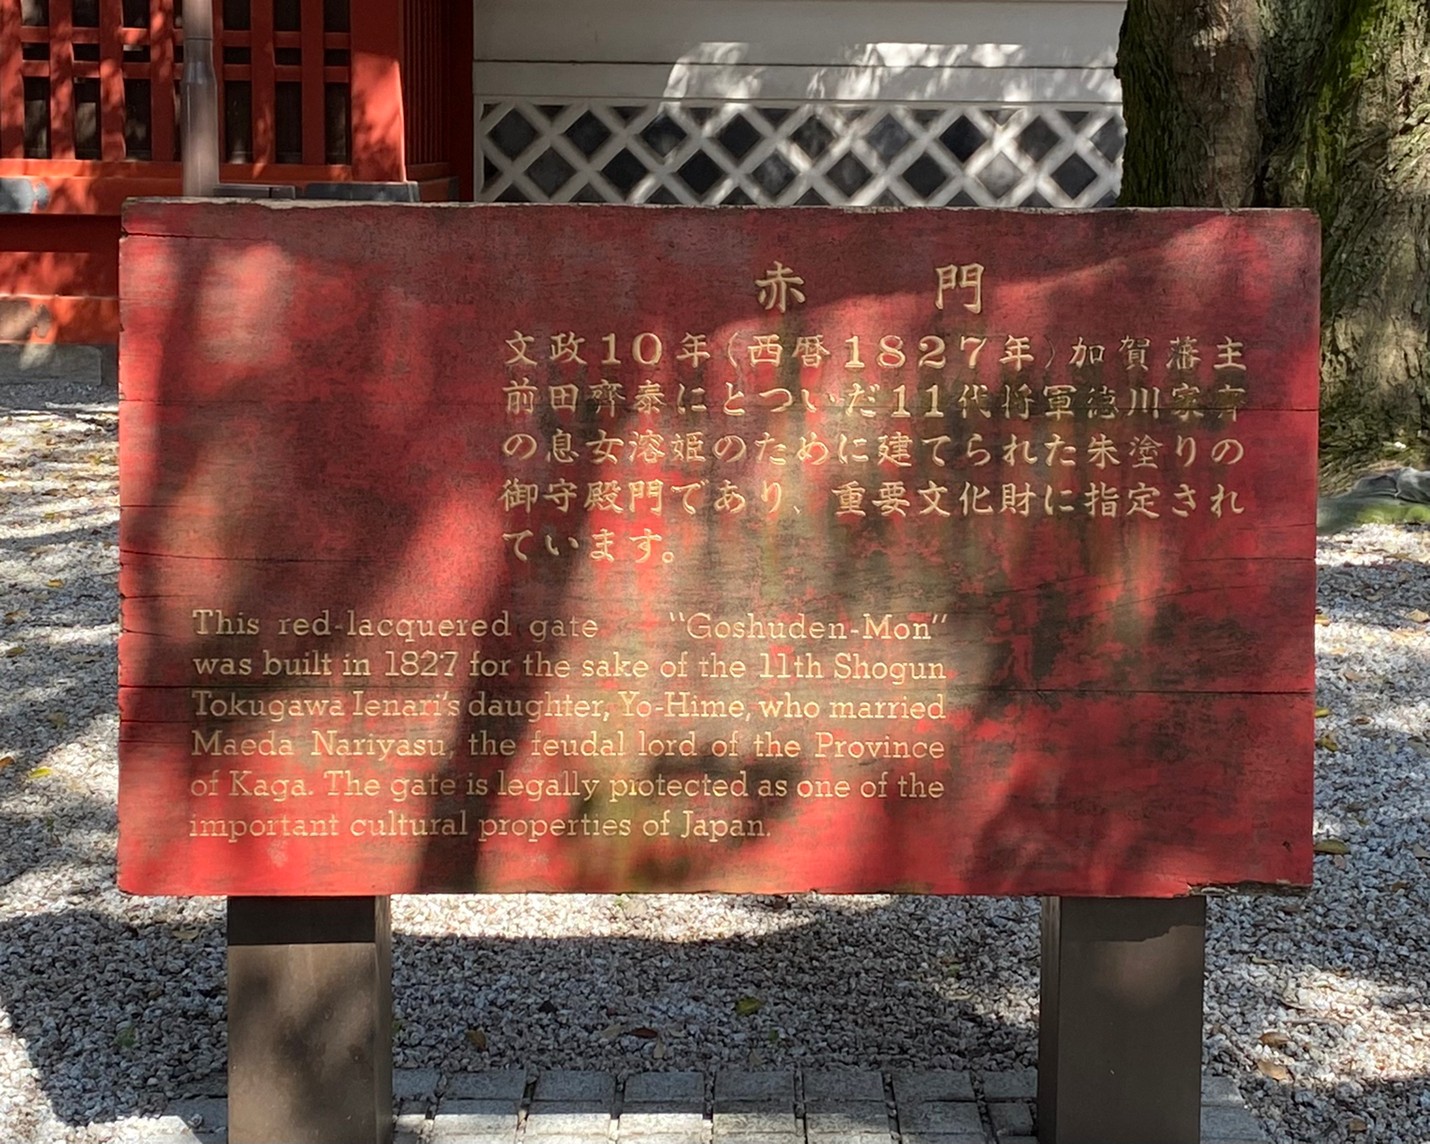 赤 門
文政10年(西暦1827年)加賀藩主
前田齊泰にとついだ11代将軍徳川家斉
の息女溶姫のために建てられた朱塗りの
御守殿門であり、重要文化財に指定され
ています。
This red-lacquered gate "Goshuden-Mon"
was built in 1827 for the sake of the 11th Shogun
Tokugawa Ienari's daughter, Yo-Hime, who married
Maeda Nariyasu, the feudal lord of the Province
of Kaga. The gate is legally protected as one of the
important cultural properties of Japan.